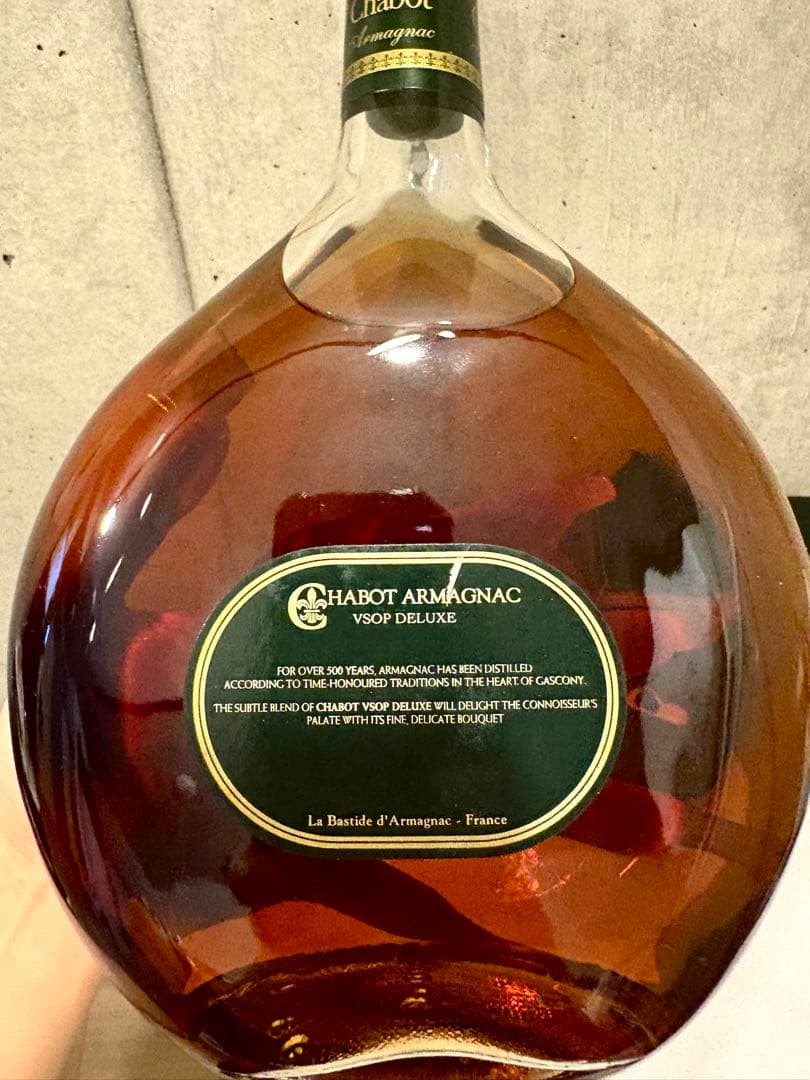 Chabot
Armagnac
CHABOT ARMAGNAC
VSOP DELUXE
FOR OVER 500 YEARS, ARMAGNAC HAS BEEN DISTILLED
ACCORDING TO TIME-HONOURED TRADITIONS IN THE HEART OF GASCONY.
THE SUBTLE BLEND OF CHABOT VSOP DELUXE WILL DELIGHT THE CONNOISSEUR'S
PALATE WITH ITS FINE, DELICATE BOUQUET
La Bastide d'Armagnac - France